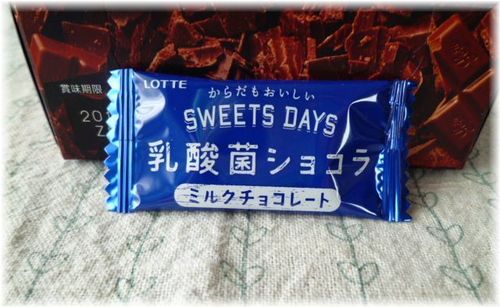 賞味期限
20
LOTTE
からだもおいしい
SWEETS DAYS
乳酸菌ショコラ
ミルクチョコレート